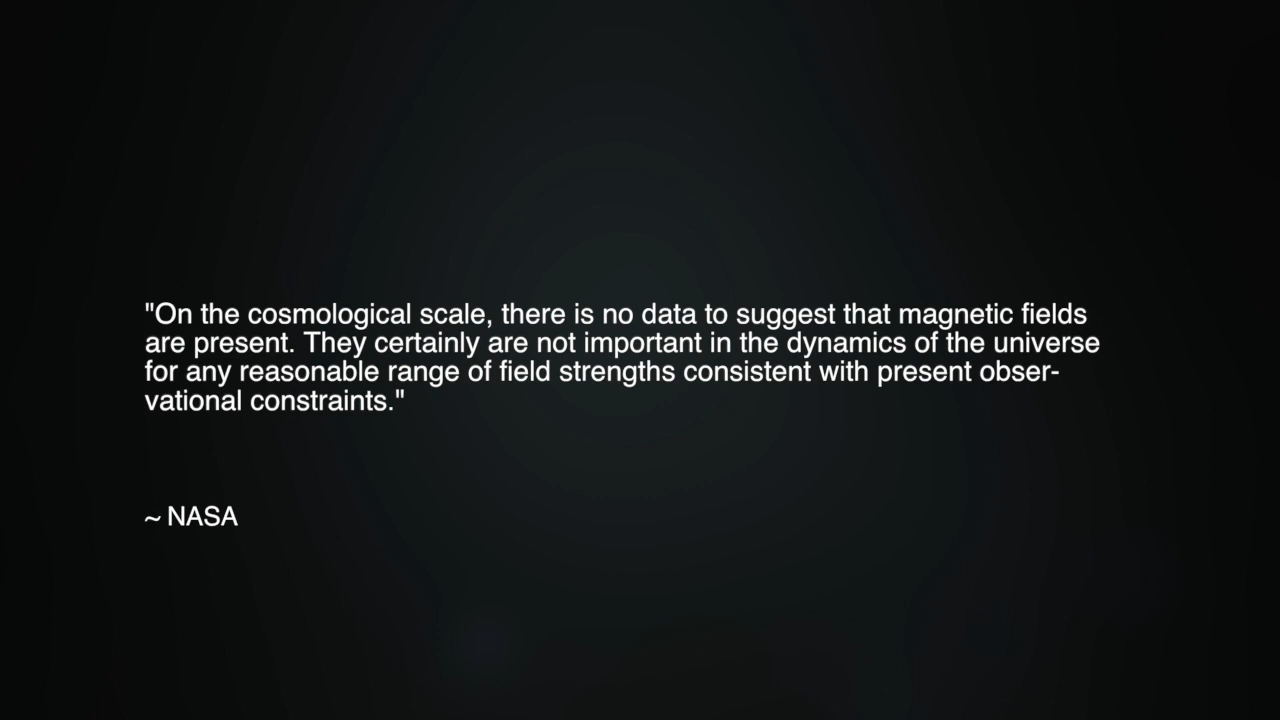 "On the cosmological scale, there is no data to suggest that magnetic fields
are present. They certainly are not important in the dynamics of the universe
for any reasonable range of field strengths consistent with present obser-
vational constraints."
~ NASA